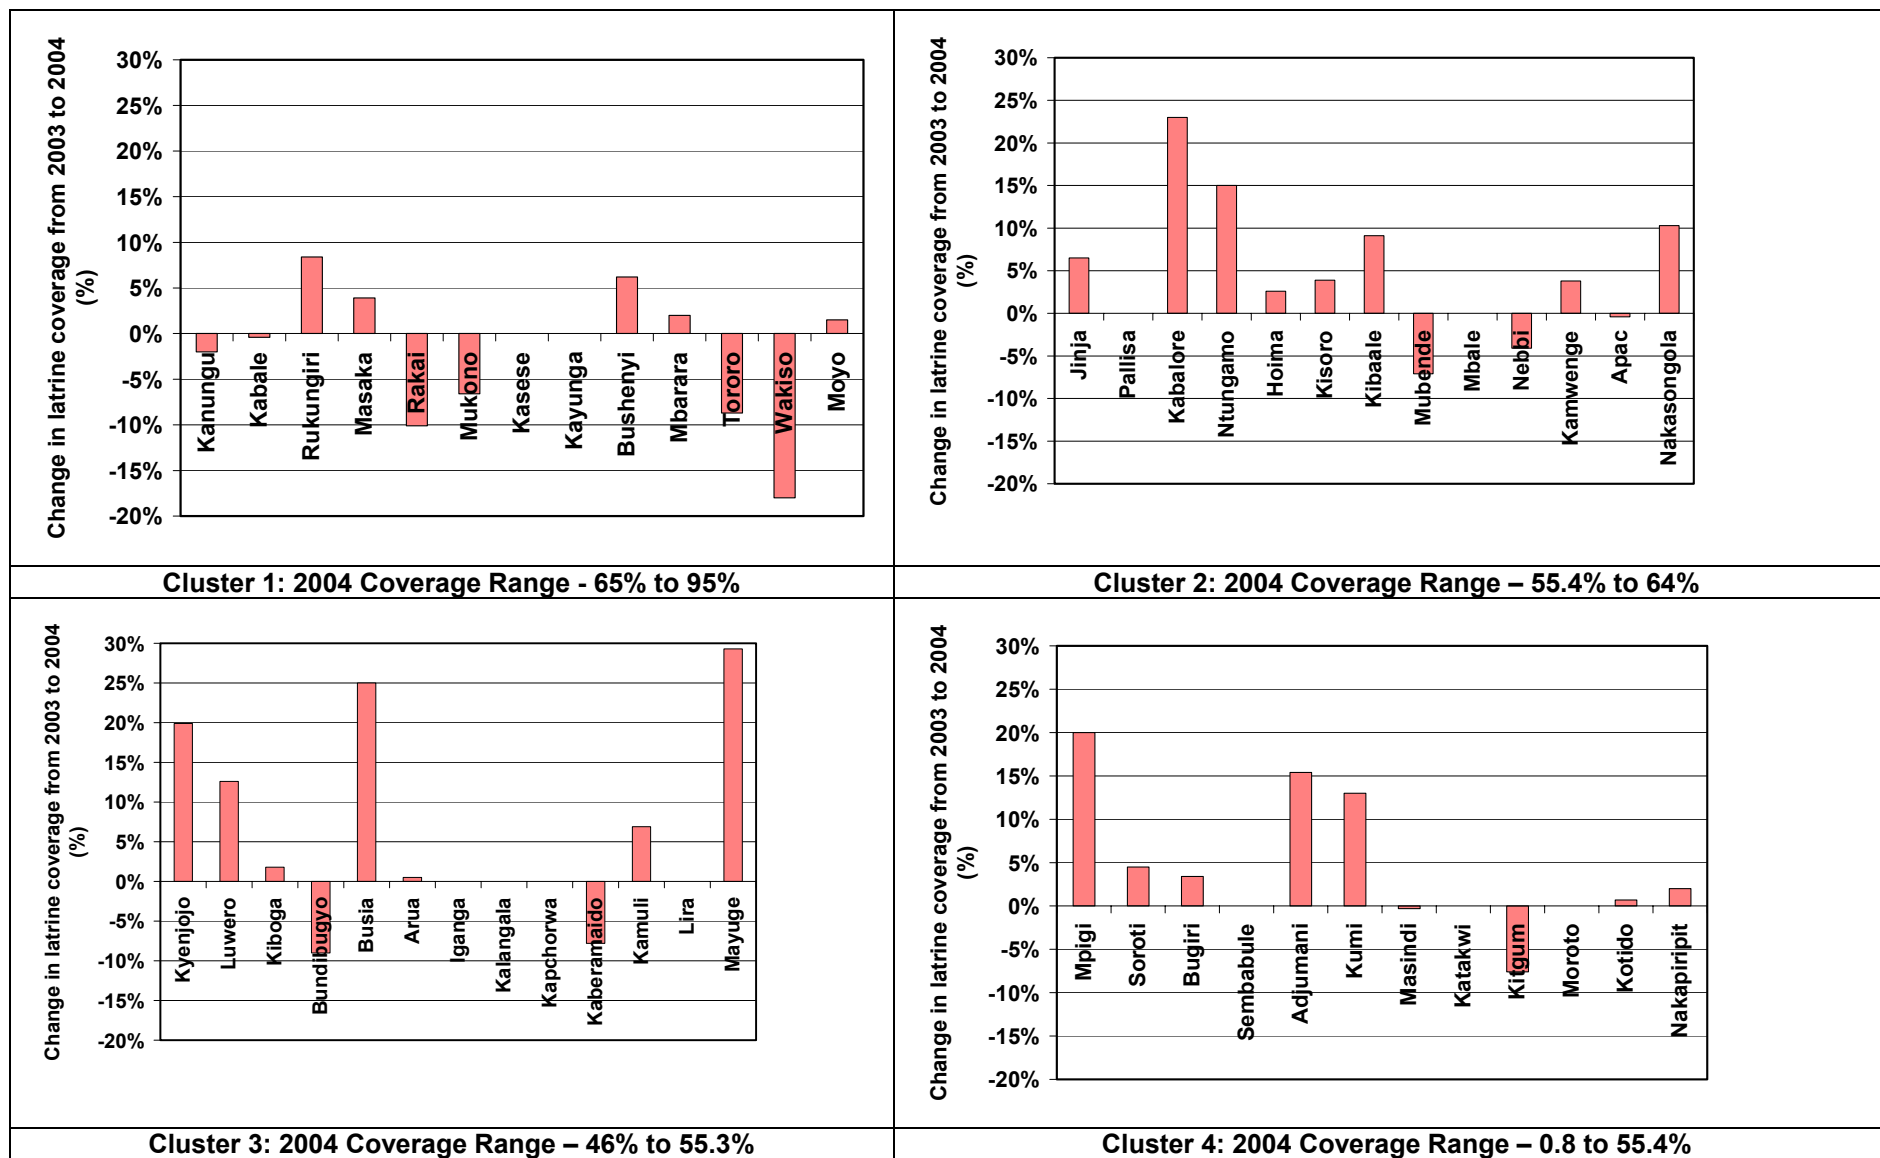 Change in latrine coverage from 2003 to 2004
(%)
30%
25%
20%
15%
10%
5%
0%
-5%
-10%
-15%
-20%
Kanungu
Kabale
Rukungiri
Masaka
Rakai
Mukono
Kasese
Kayunga
Bushenyi
Mbarara
Tororo
Wakiso
Moyo
Cluster 1: 2004 Coverage Range - 65% to 95%
Change in latrine coverage from 2003 to 2004
(%)
30%
25%
20%
15%
10%
5%
0%
-5%
-10%
-15%
-20%
Jinja
Pallisa
Kabalore
Ntungamo
Hoima
Kisoro
Kibaale
Mubende
Mbale
Nebbi
Kamwenge
Apac
Nakasongola
Cluster 2: 2004 Coverage Range – 55.4% to 64%
Change in latrine coverage from 2003 to 2004
(%)
30%
25%
20%
15%
10%
5%
0%
-5%
-10%
-15%
-20%
Kyenjojo
Luwero
Kiboga
Bundibugyo
Busia
Arua
Iganga
Kalangala
Kapchorwa
Kaberamaido
Kamuli
Lira
Mayuge
Cluster 3: 2004 Coverage Range – 46% to 55.3%
Change in latrine coverage from 2003 to 2004
(%)
30%
25%
20%
15%
10%
5%
0%
-5%
-10%
-15%
-20%
Mpigi
Soroti
Bugiri
Sembabule
Adjumani
Kumi
Masindi
Katakwi
Kitgum
Moroto
Kotido
Nakapiripit
Cluster 4: 2004 Coverage Range – 0.8 to 55.4%